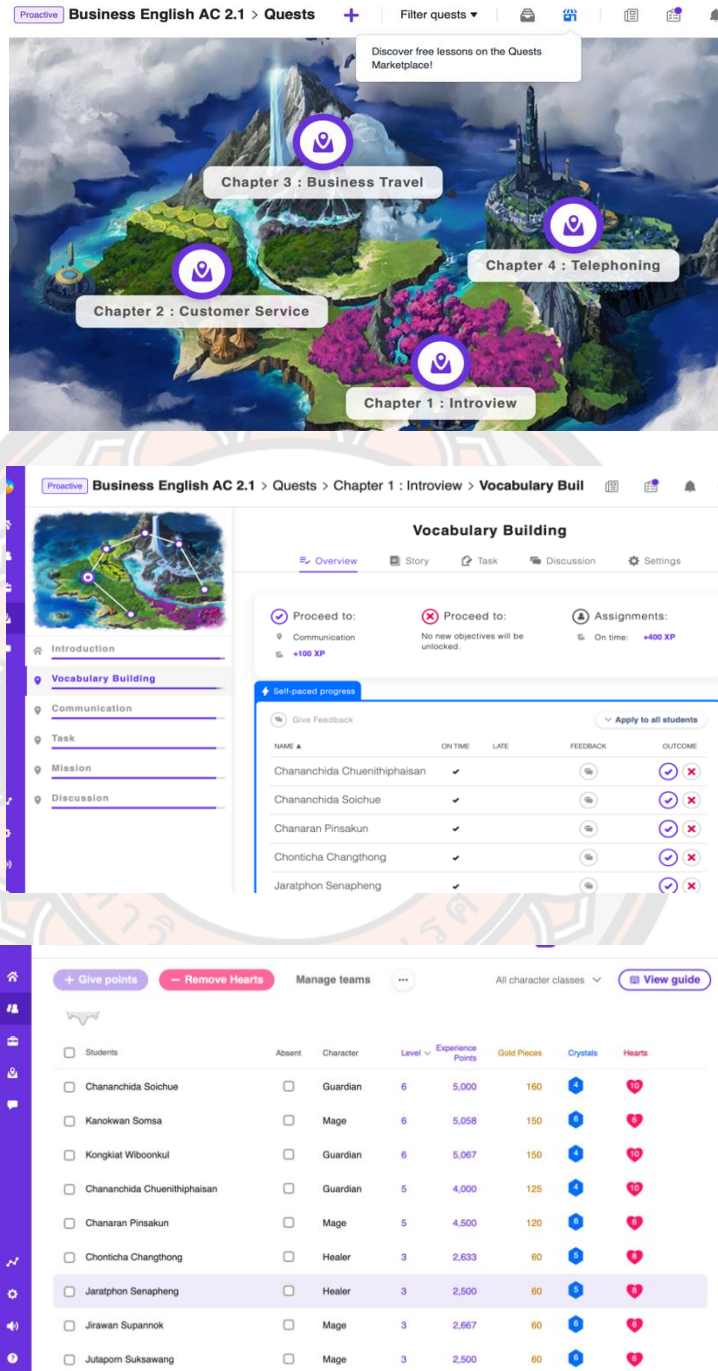 Proactive Business English AC 2.1 > Quests + Filter quests ▾
Discover free lessons on the Quests
Marketplace!
Chapter 3 : Business Travel
Chapter 4 : Telephoning
Chapter 2 : Customer Service
Chapter 1 : Introview
Proactive Business English AC 2.1 > Quests > Chapter 1 : Introview > Vocabulary Buil
Vocabulary Building
Overview Story Task Discussion Settings
Proceed to: Proceed to: Assignments:
Communication No new objectives will be unlocked. On time: +400 XP
+100 XP
Introduction
Vocabulary Building
Communication
Task
Mission
Discussion
Self-paced progress
Give Feedback Apply to all students
NAME ▲ ON TIME LATE FEEDBACK OUTCOME
Chananchida Chuenithiphaisan
Chananchida Soichue
Chanaran Pinsakun
Chonticha Changthong
Jaratphon Senapheng
+ Give points − Remove Hearts Manage teams ... All character classes View guide
Students Absent Character Level Experience Points Gold Pieces Crystals Hearts
Chananchida Soichue Guardian 6 5,000 160 4 10
Kanokwan Somsa Mage 6 5,058 150 6 6
Kongkiat Wiboonkul Guardian 6 5,067 150 4 10
Chananchida Chuenithiphaisan Guardian 5 4,000 125 4 10
Chanaran Pinsakun Mage 5 4,500 120 6 6
Chonticha Changthong Healer 3 2,633 60 5 8
Jaratphon Senapheng Healer 3 2,500 60 5 8
Jirawan Supannok Mage 3 2,667 60 6 6
Jutaporn Suksawang Mage 3 2,500 60 6 6